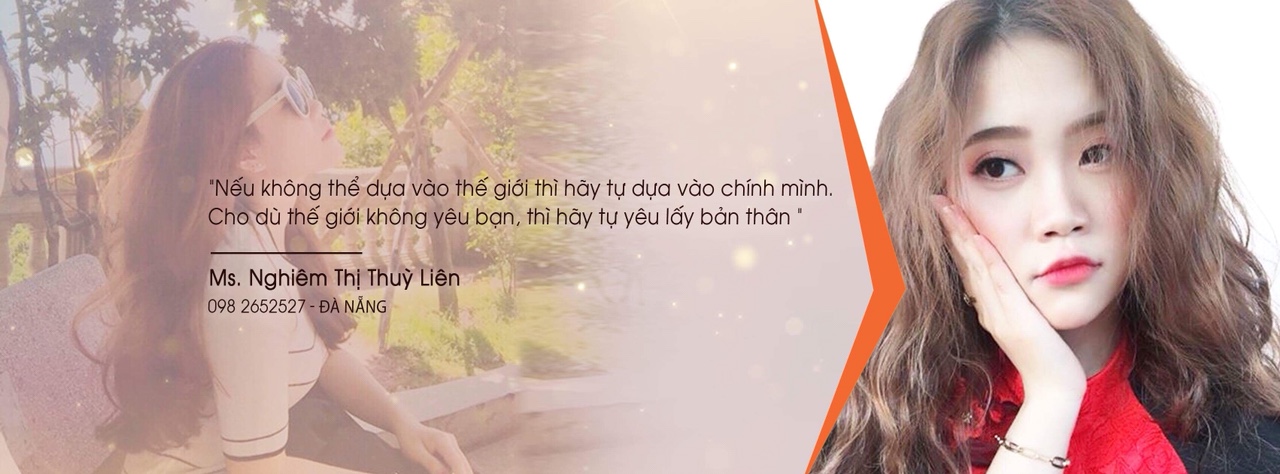 "Nếu không thể dựa vào thế giới thì hãy tự dựa vào chính mình.
Cho dù thế giới không yêu bạn, thì hãy tự yêu lấy bản thân "
Ms. Nghiêm Thị Thuỳ Liên
098 2652527 - ĐÀ NẴNG